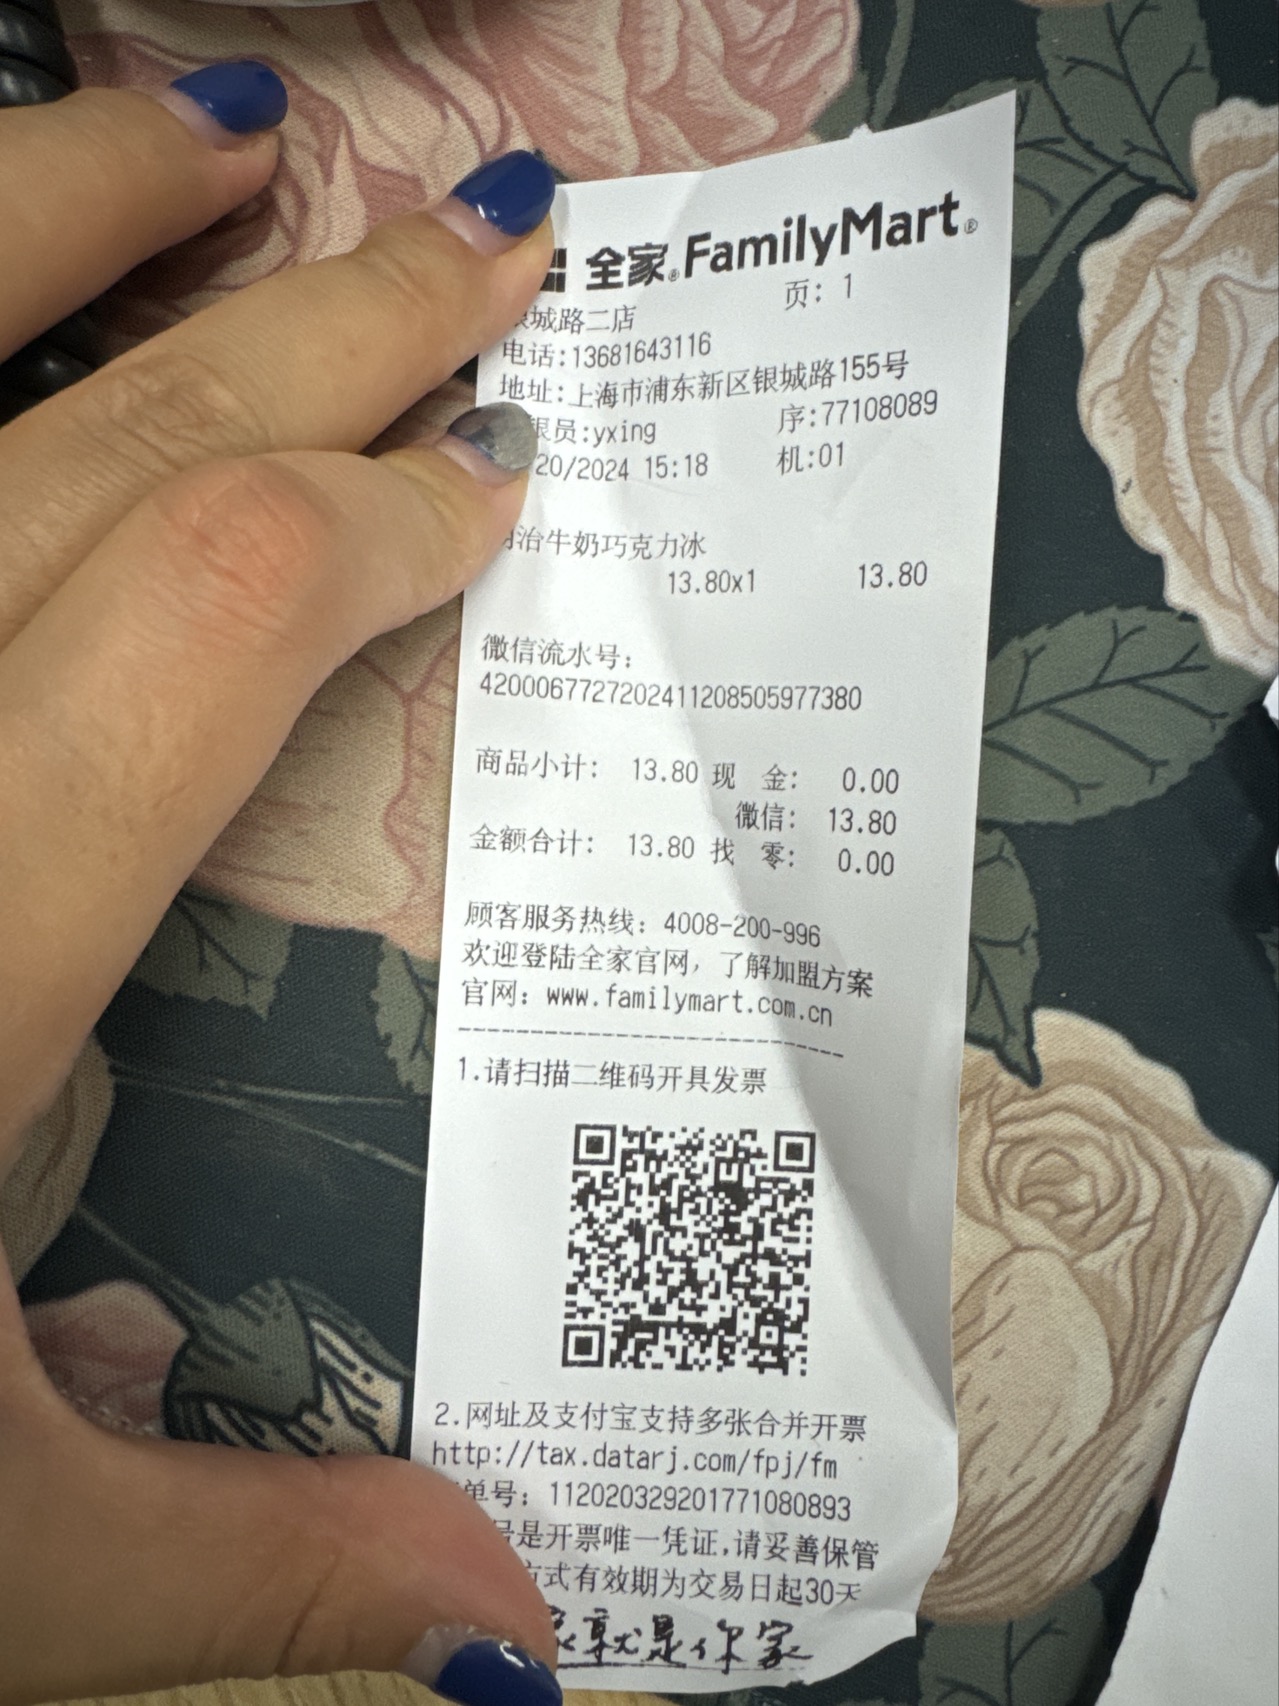 全家® FamilyMart®
页: 1
城路二店
电话:13681643116
地址:上海市浦东新区银城路155号
银员:yxing 序:77108089
20/2024 15:18 机:01
治牛奶巧克力冰
13.80x1 13.80
微信流水号:
4200067727202411208505977380
商品小计: 13.80 现 金: 0.00
微信: 13.80
金额合计: 13.80 找 零: 0.00
顾客服务热线: 4008-200-996
欢迎登陆全家官网, 了解加盟方案
官网: www.familymart.com.cn
1.请扫描二维码开具发票
2.网址及支付宝支持多张合并开票
http://tax.datarj.com/fpj/fm
单号: 112020329201771080893
号是开票唯一凭证,请妥善保管
方式有效期为交易日起30天
家就是你家